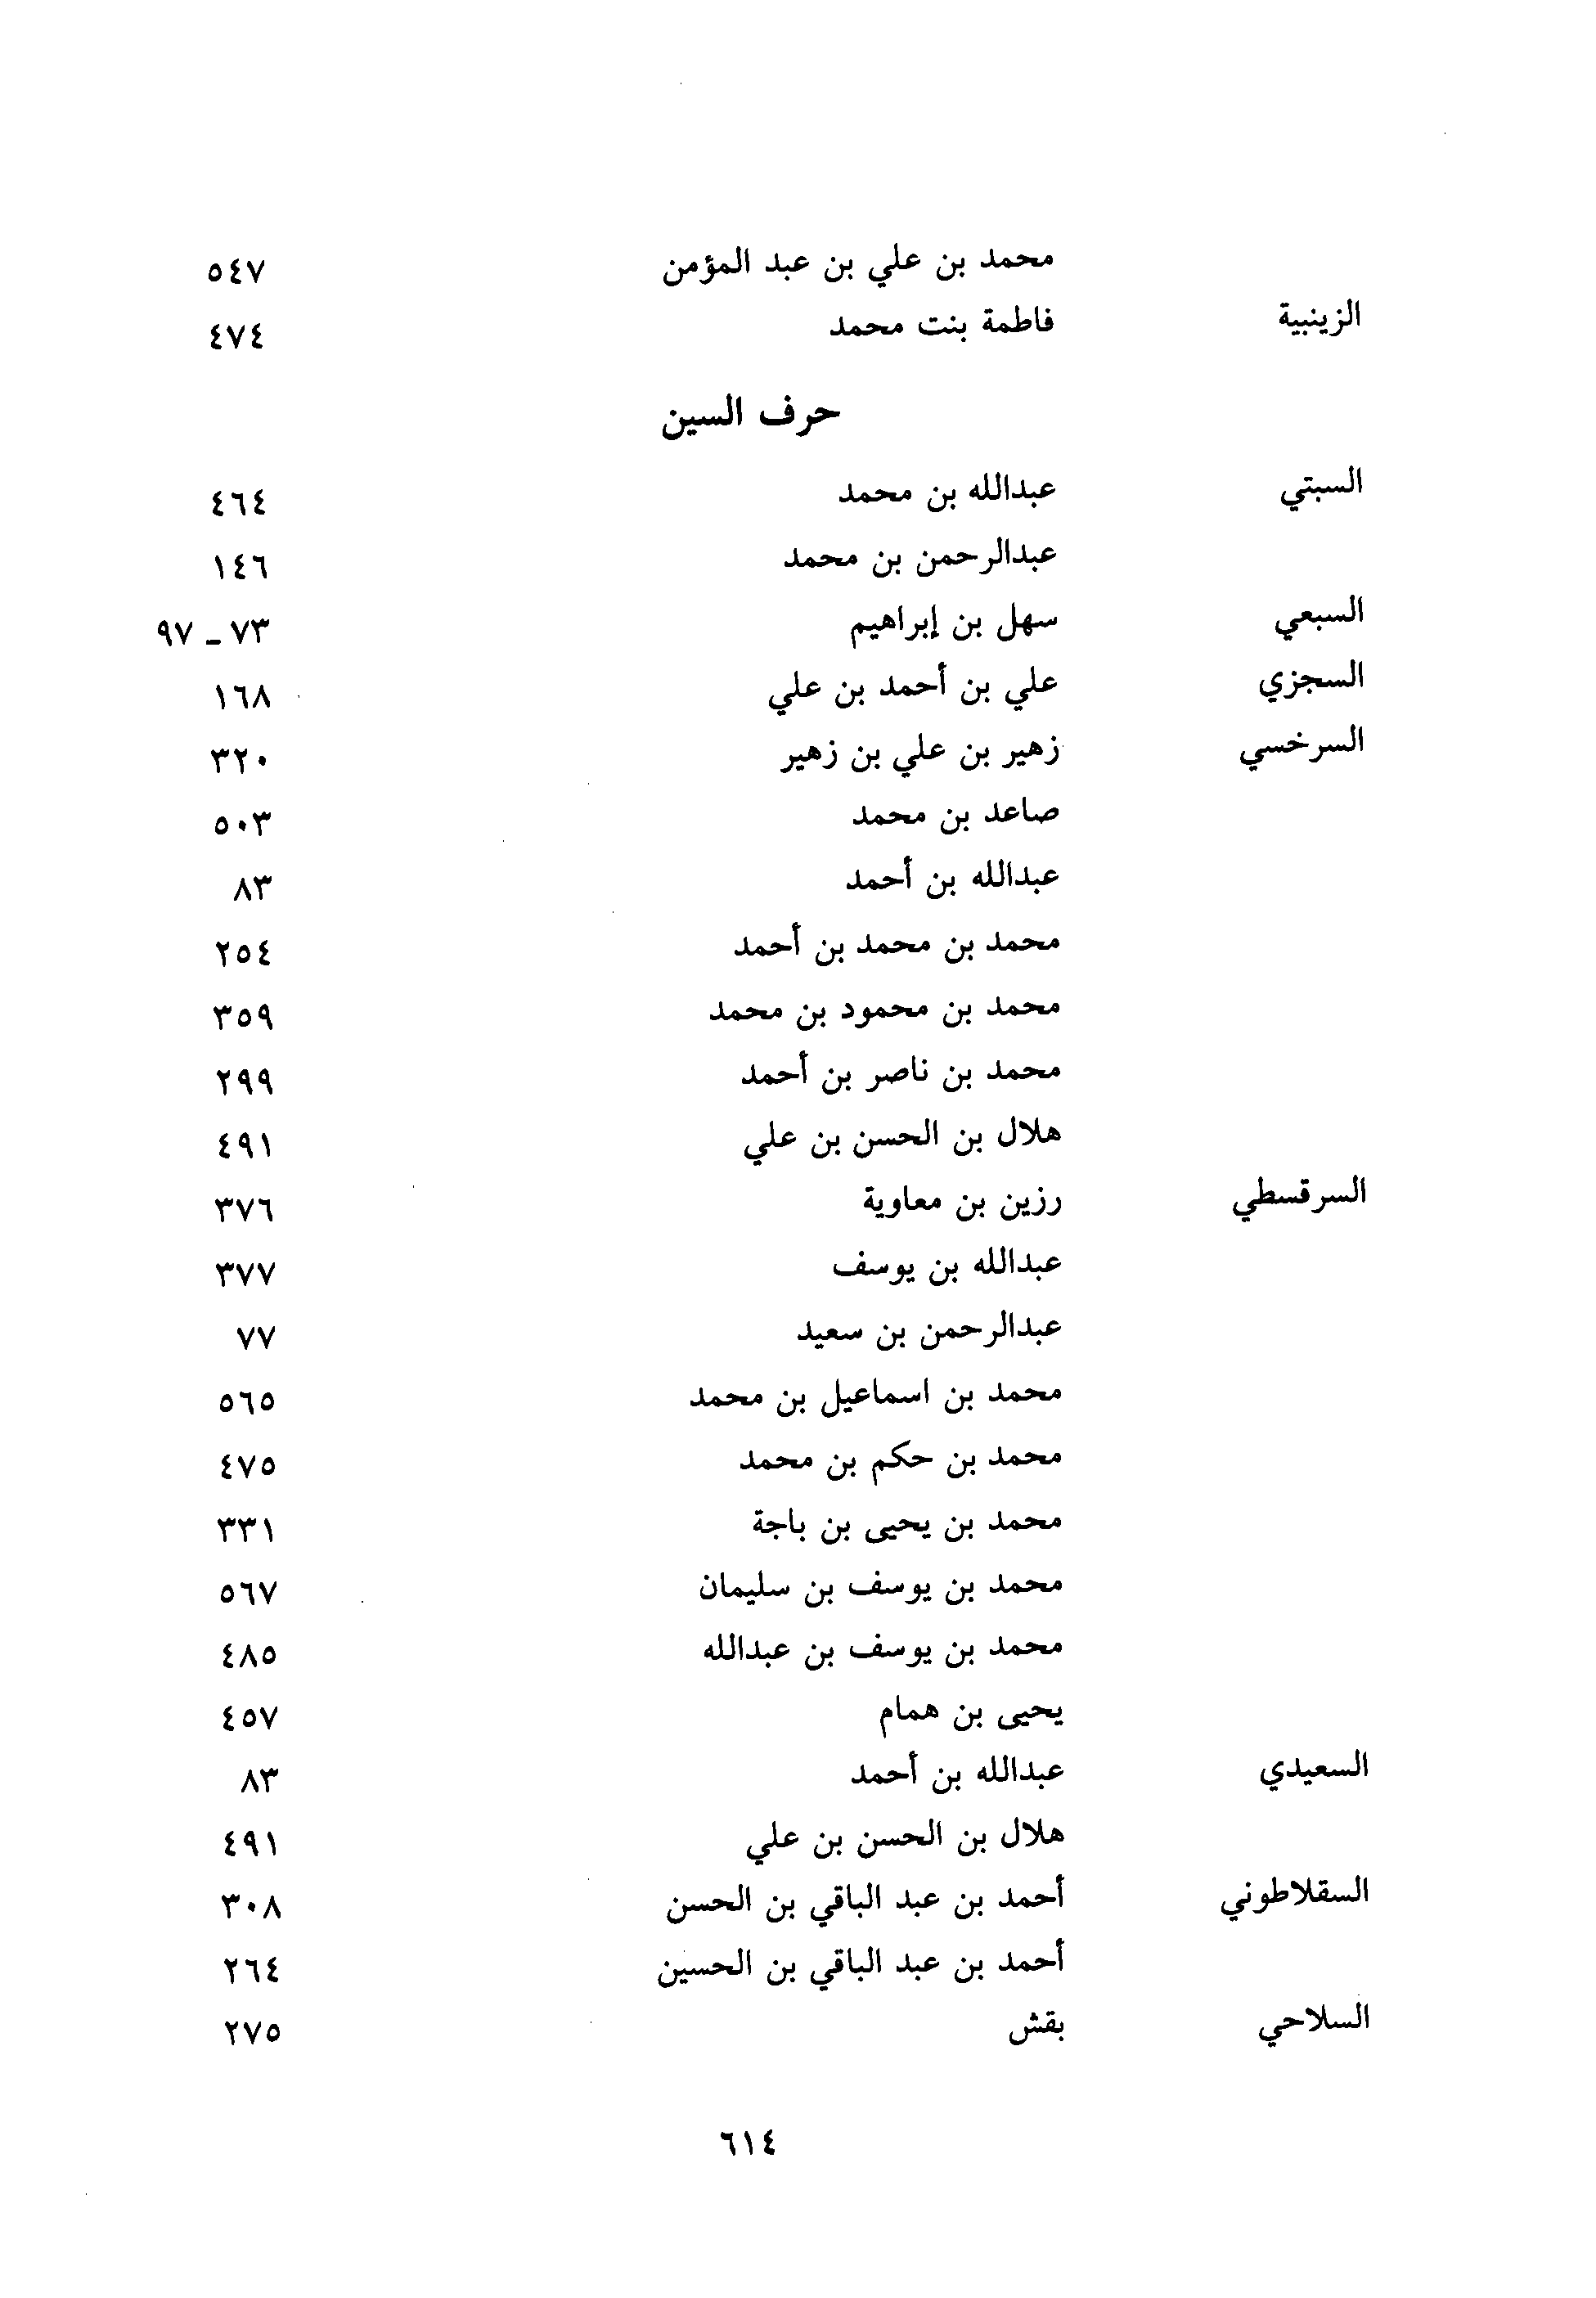 محمد بن علي بن عبد المؤمن ٥٤٧
الزينبية فاطمة بنت محمد ٤٧٤
حرف السين
السبتي عبدالله بن محمد ٤٦٤
عبدالرحمن بن محمد ١٤٦
السبعي سهل بن إبراهيم ٧٣ ـ ٩٧
السجزي علي بن أحمد بن علي ١٦٨
السرخسي زهير بن علي بن زهير ٣٢٠
صاعد بن محمد ٥٠٣
عبدالله بن أحمد ٨٣
محمد بن محمد بن أحمد ٢٥٤
محمد بن محمود بن محمد ٣٥٩
محمد بن ناصر بن أحمد ٢٩٩
هلال بن الحسن بن علي ٤٩١
السرقسطي رزين بن معاوية ٣٧٦
عبدالله بن يوسف ٣٧٧
عبدالرحمن بن سعيد ٧٧
محمد بن اسماعيل بن محمد ٥٦٥
محمد بن حكم بن محمد ٤٧٥
محمد بن يحيى بن باجة ٣٣١
محمد بن يوسف بن سليمان ٥٦٧
محمد بن يوسف بن عبدالله ٤٨٥
يحيى بن همام ٤٥٧
السعيدي عبدالله بن أحمد ٨٣
هلال بن الحسن بن علي ٤٩١
السقلاطوني أحمد بن عبد الباقي بن الحسن ٣٠٨
أحمد بن عبد الباقي بن الحسين ٢٦٤
السلاحي بقش ٢٧٥
٦١٤